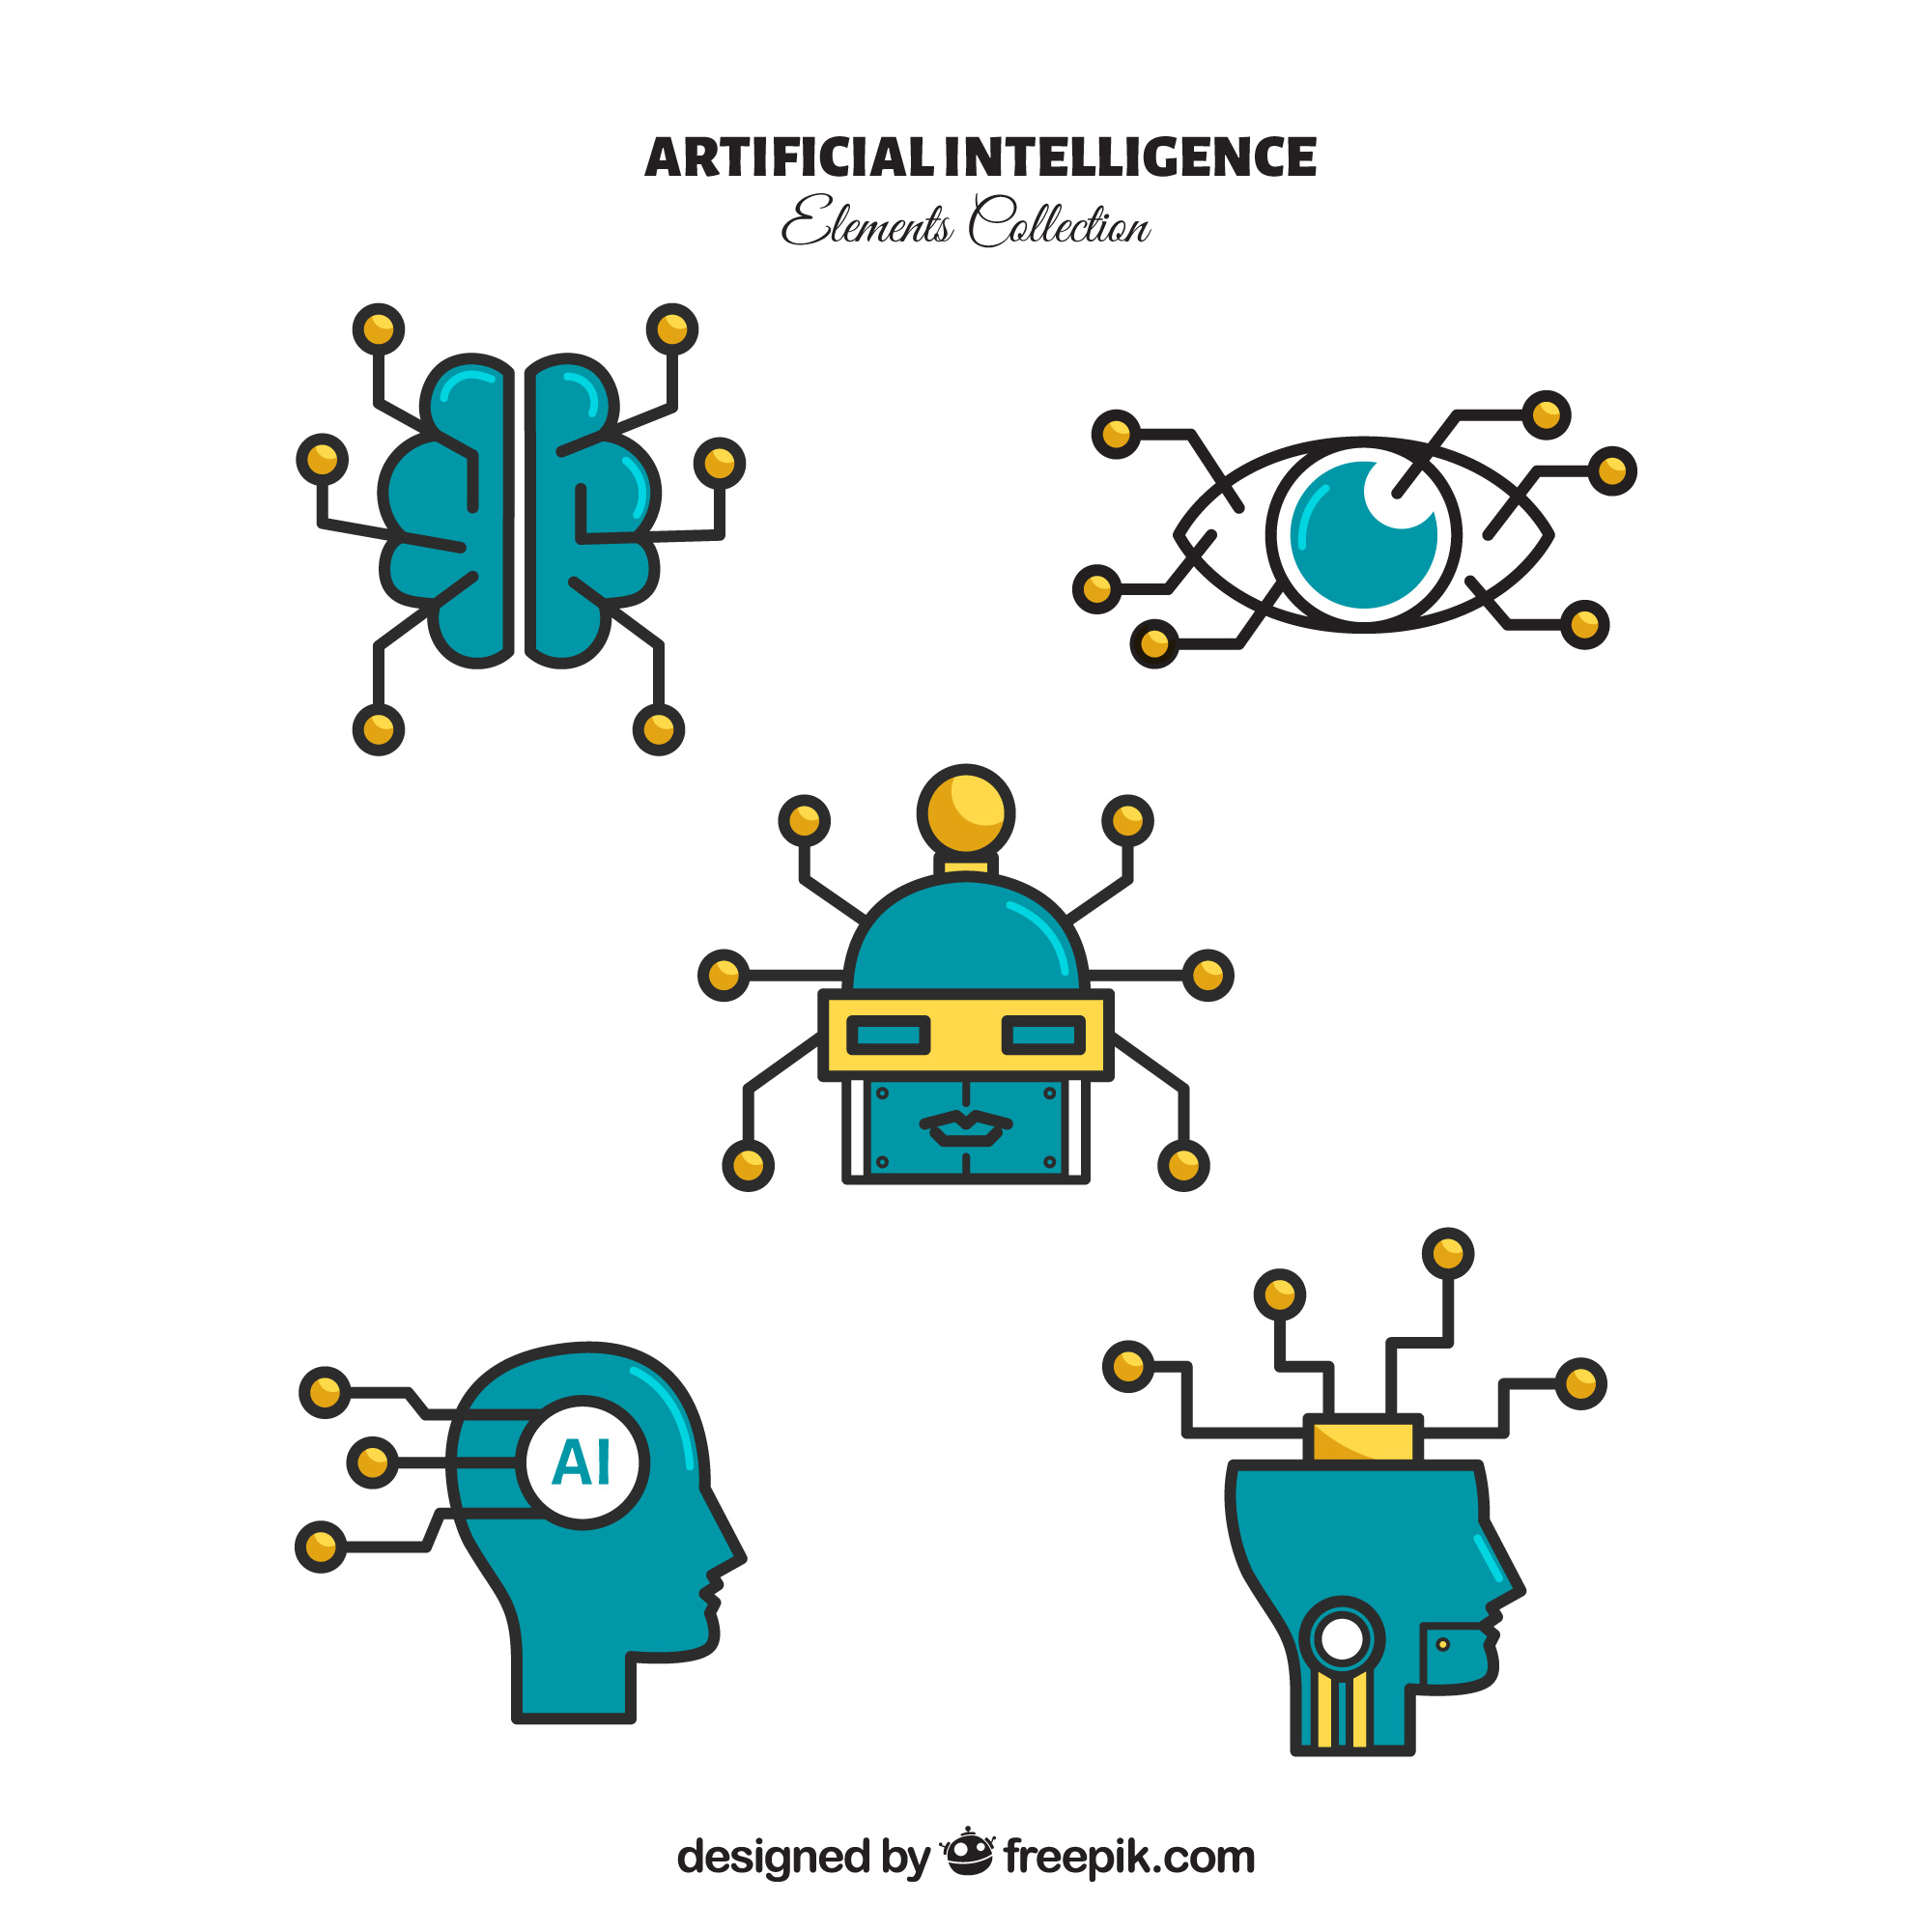 ARTIFICIAL INTELLIGENCE
Elements Collection
AI
designed by freepik.com